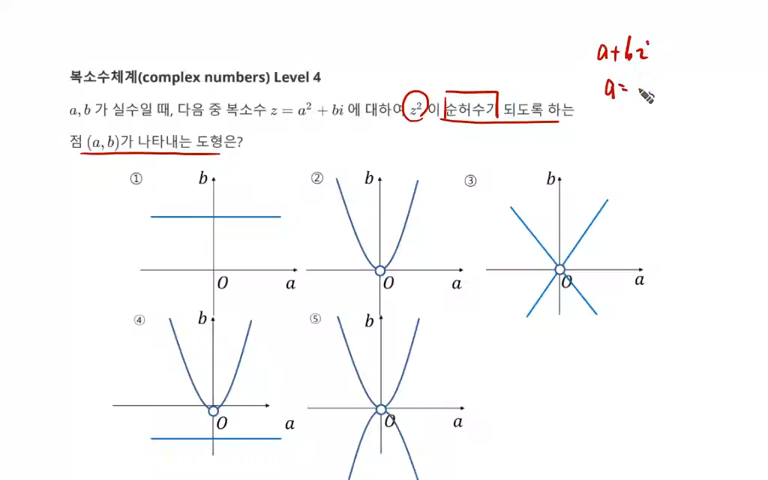 a+bi
a=
복소수체계(complex numbers) Level 4
a, b 가 실수일 때, 다음 중 복소수 z = a² + bi 에 대하여 z² 이 순허수가 되도록 하는
점 (a, b)가 나타내는 도형은?
① b O a
② b O a
③ b O a
④ b O a
⑤ b O a